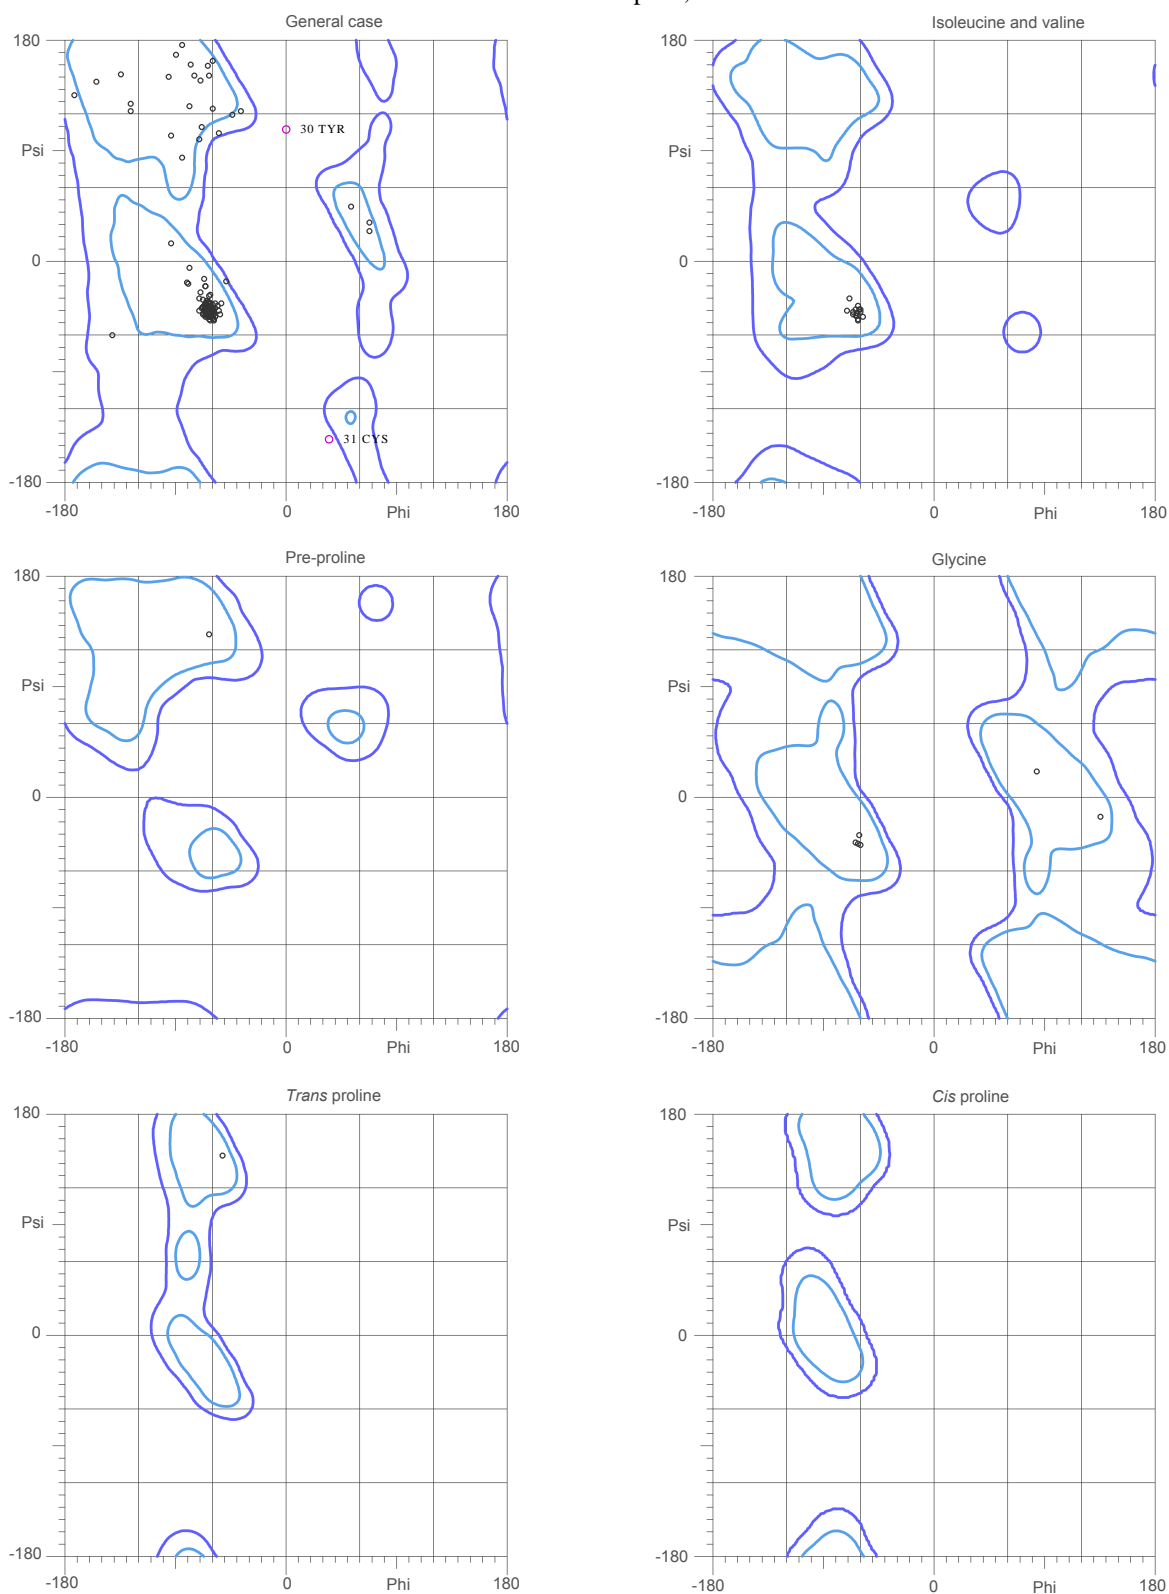 General case
180
Psi
0
-180
-180
0
Phi
180
30 TYR
31 CYS
Isoleucine and valine
180
Psi
0
-180
-180
0
Phi
180
Pre-proline
180
Psi
0
-180
-180
0
Phi
180
Glycine
180
Psi
0
-180
-180
0
Phi
180
Trans proline
180
Psi
0
-180
-180
0
Phi
180
Cis proline
180
Psi
0
-180
-180
0
Phi
180